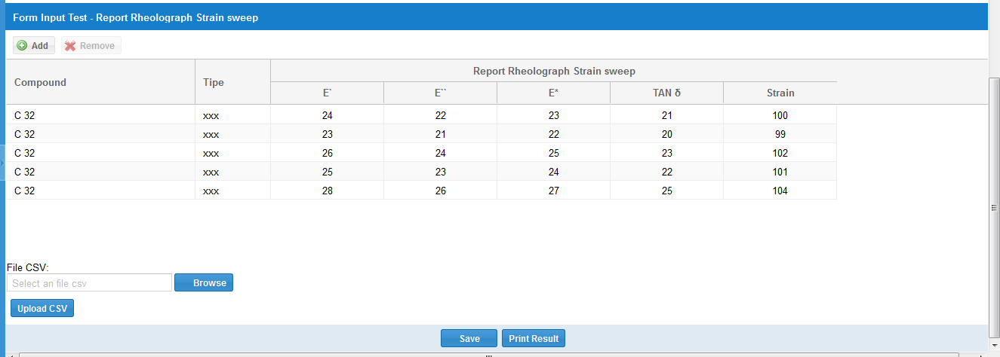 Form Input Test - Report Rheolograph Strain sweep
Add Remove
Compound Tipe Report Rheolograph Strain sweep
E` E`` E* TAN δ Strain
C 32 xxx 24 22 23 21 100
C 32 xxx 23 21 22 20 99
C 32 xxx 26 24 25 23 102
C 32 xxx 25 23 24 22 101
C 32 xxx 28 26 27 25 104
File CSV:
Select an file csv Browse
Upload CSV
Save Print Result